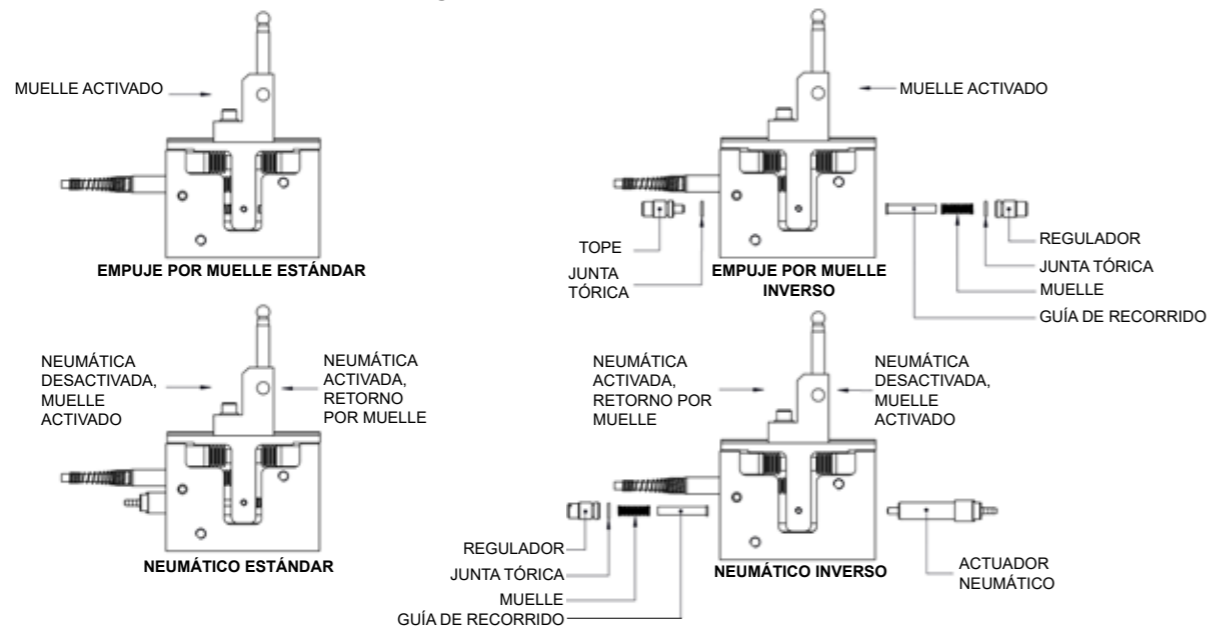 MUELLE ACTIVADO
EMPUJE POR MUELLE ESTÁNDAR
MUELLE ACTIVADO
TOPE
JUNTA
TÓRICA
EMPUJE POR MUELLE
INVERSO
REGULADOR
JUNTA TÓRICA
MUELLE
GUÍA DE RECORRIDO
NEUMÁTICA
DESACTIVADA,
MUELLE
ACTIVADO
NEUMÁTICA
ACTIVADA,
RETORNO
POR MUELLE
NEUMÁTICO ESTÁNDAR
NEUMÁTICA
ACTIVADA,
RETORNO POR
MUELLE
NEUMÁTICA
DESACTIVADA,
MUELLE
ACTIVADO
REGULADOR
JUNTA TÓRICA
MUELLE
GUÍA DE RECORRIDO
NEUMÁTICO INVERSO
ACTUADOR
NEUMÁTICO